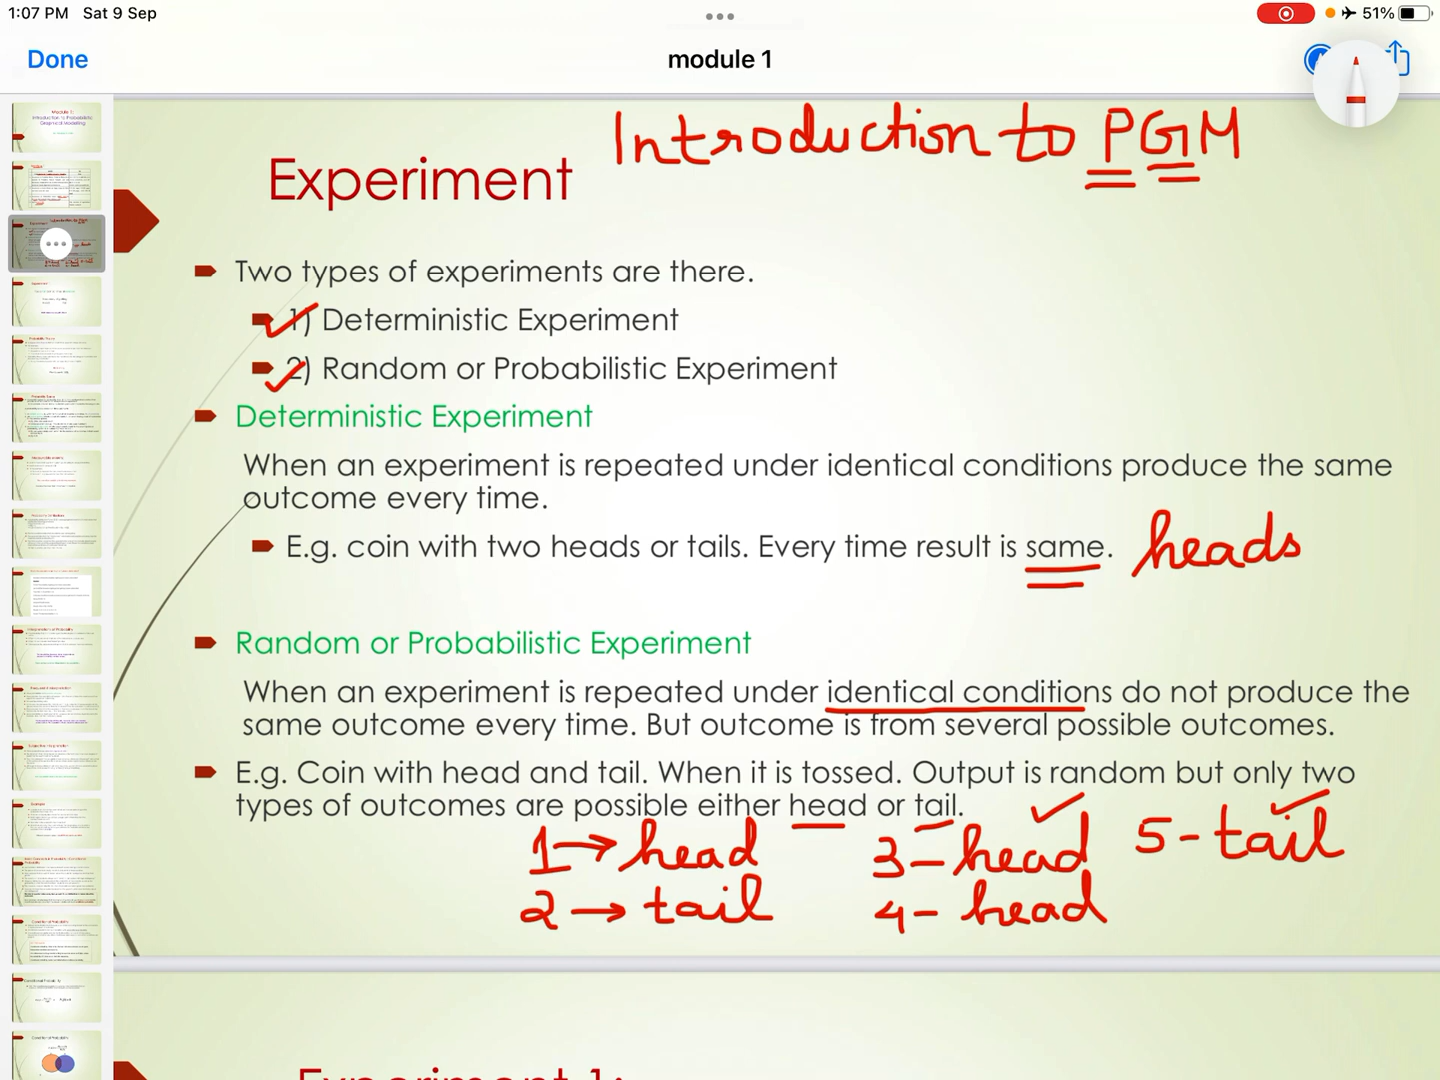 1:07 PM Sat 9 Sep
51%
Done
module 1
Introduction to PGM
Experiment
Two types of experiments are there.
1) Deterministic Experiment
2) Random or Probabilistic Experiment
Deterministic Experiment
When an experiment is repeated under identical conditions produce the same
outcome every time.
E.g. coin with two heads or tails. Every time result is same. heads
Random or Probabilistic Experiment
When an experiment is repeated under identical conditions do not produce the
same outcome every time. But outcome is from several possible outcomes.
E.g. Coin with head and tail. When it is tossed. Output is random but only two
types of outcomes are possible either head or tail.
1→ head 3–head 5-tail
2→ tail 4– head
Experiment 1: